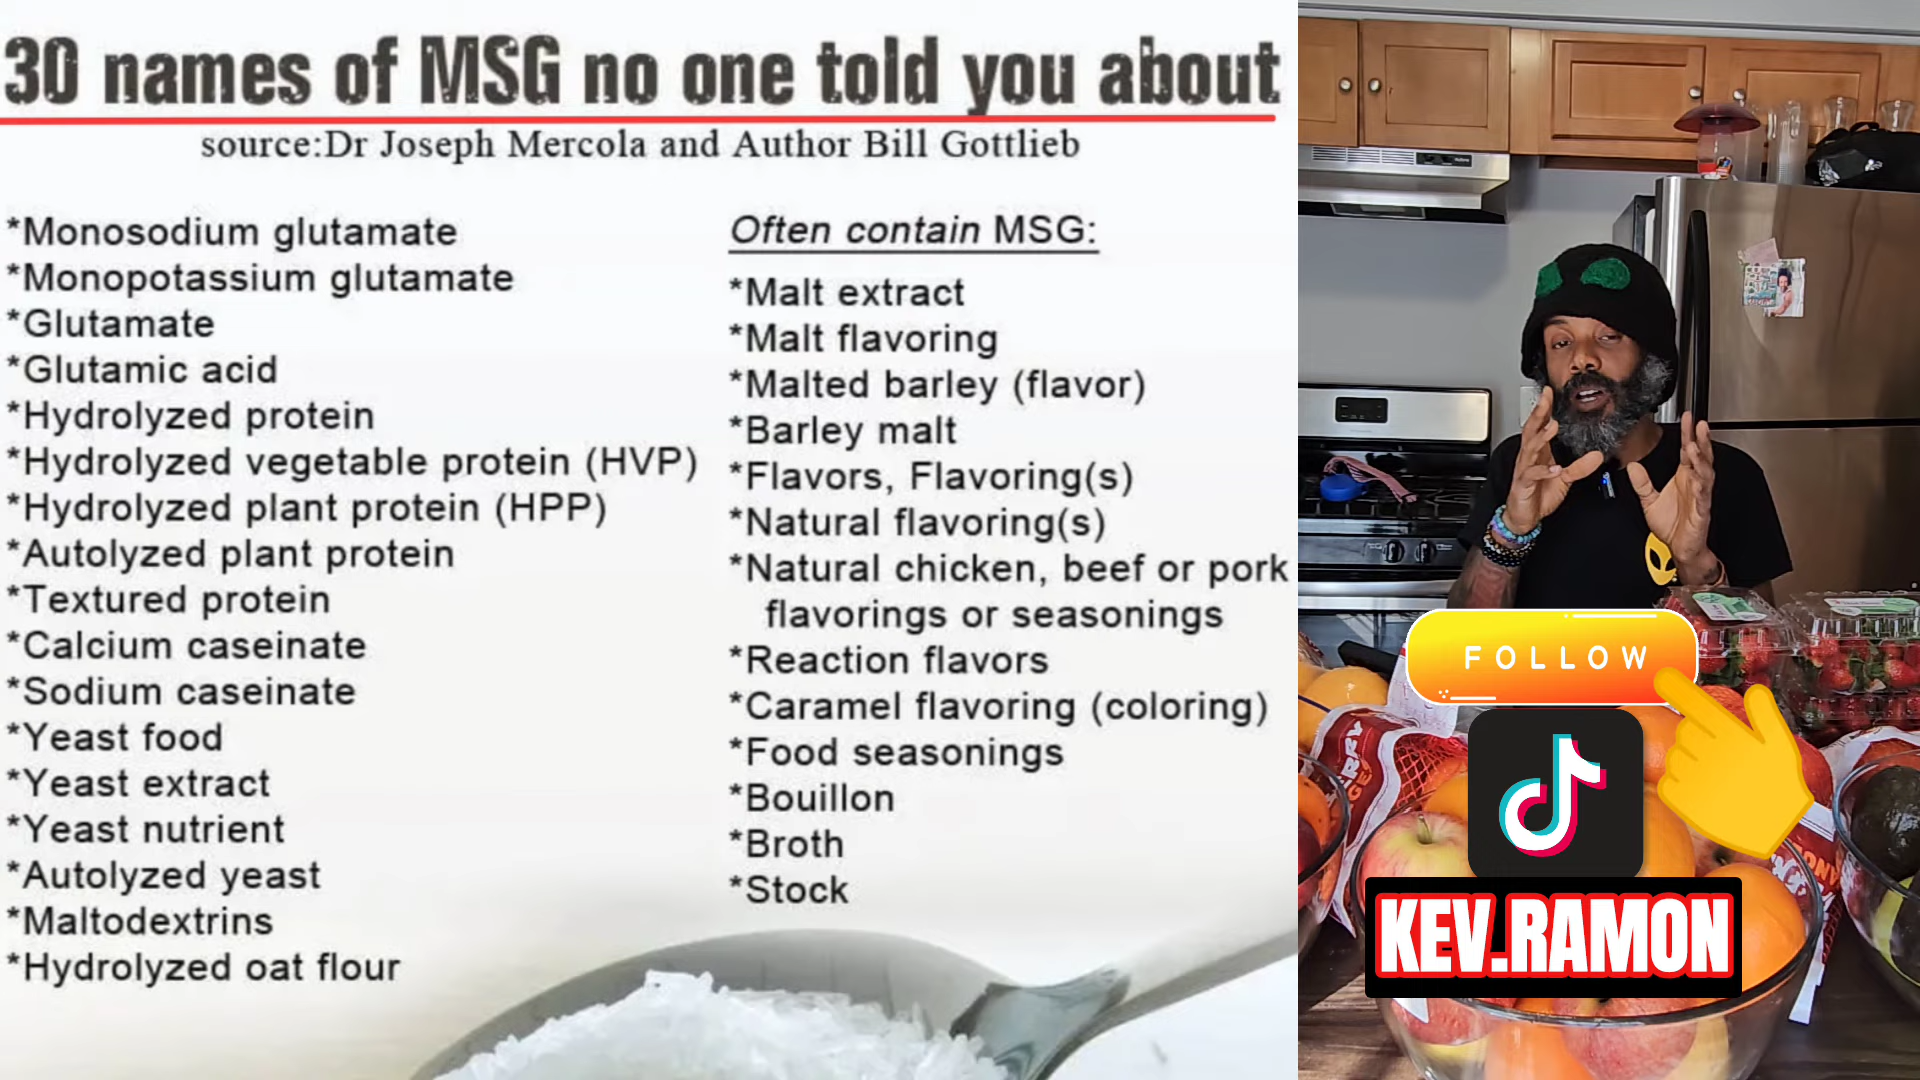 30 names of MSG no one told you about
source:Dr Joseph Mercola and Author Bill Gottlieb
*Monosodium glutamate
*Monopotassium glutamate
*Glutamate
*Glutamic acid
*Hydrolyzed protein
*Hydrolyzed vegetable protein (HVP)
*Hydrolyzed plant protein (HPP)
*Autolyzed plant protein
*Textured protein
*Calcium caseinate
*Sodium caseinate
*Yeast food
*Yeast extract
*Yeast nutrient
*Autolyzed yeast
*Maltodextrins
*Hydrolyzed oat flour
Often contain MSG:
*Malt extract
*Malt flavoring
*Malted barley (flavor)
*Barley malt
*Flavors, Flavoring(s)
*Natural flavoring(s)
*Natural chicken, beef or pork
flavorings or seasonings
*Reaction flavors
*Caramel flavoring (coloring)
*Food seasonings
*Bouillon
*Broth
*Stock
FOLLOW
KEV.RAMON